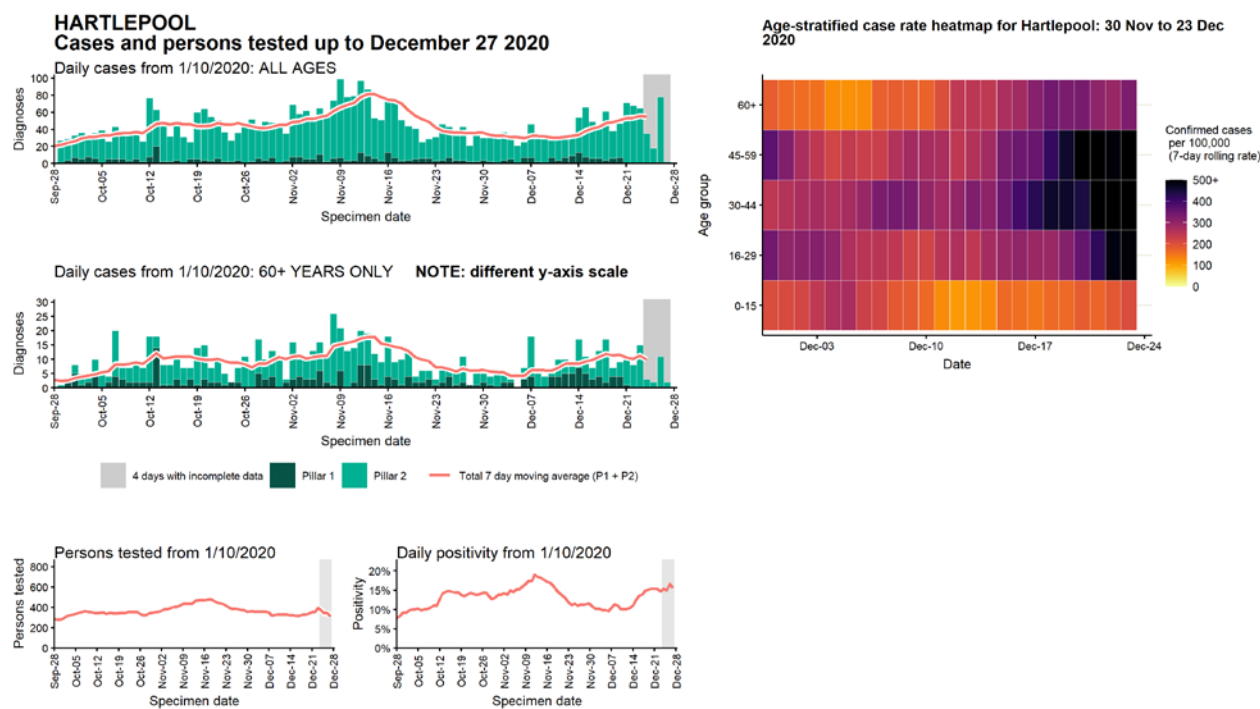 HARTLEPOOL
Cases and persons tested up to December 27 2020
Daily cases from 1/10/2020: ALL AGES
Diagnoses
100
80
60
40
20
0
Sep-28
Oct-05
Oct-12
Oct-19
Oct-26
Nov-02
Nov-09
Nov-16
Nov-23
Nov-30
Dec-07
Dec-14
Dec-21
Dec-28
Specimen date
Daily cases from 1/10/2020: 60+ YEARS ONLY NOTE: different y-axis scale
Diagnoses
30
25
20
15
10
5
0
Sep-28
Oct-05
Oct-12
Oct-19
Oct-26
Nov-02
Nov-09
Nov-16
Nov-23
Nov-30
Dec-07
Dec-14
Dec-21
Dec-28
Specimen date
4 days with incomplete data Pillar 1 Pillar 2 Total 7 day moving average (P1 + P2)
Persons tested from 1/10/2020
Persons tested
800
600
400
200
0
Sep-28
Oct-05
Oct-12
Oct-19
Oct-26
Nov-02
Nov-09
Nov-16
Nov-23
Nov-30
Dec-07
Dec-14
Dec-21
Dec-28
Specimen date
Daily positivity from 1/10/2020
Positivity
20%
15%
10%
5%
0%
Sep-28
Oct-05
Oct-12
Oct-19
Oct-26
Nov-02
Nov-09
Nov-16
Nov-23
Nov-30
Dec-07
Dec-14
Dec-21
Dec-28
Specimen date
Age-stratified case rate heatmap for Hartlepool: 30 Nov to 23 Dec
2020
Age group
60+
45-59
30-44
16-29
0-15
Dec-03
Dec-10
Dec-17
Dec-24
Date
Confirmed cases
per 100,000
(7-day rolling rate)
500+
400
300
200
100
0